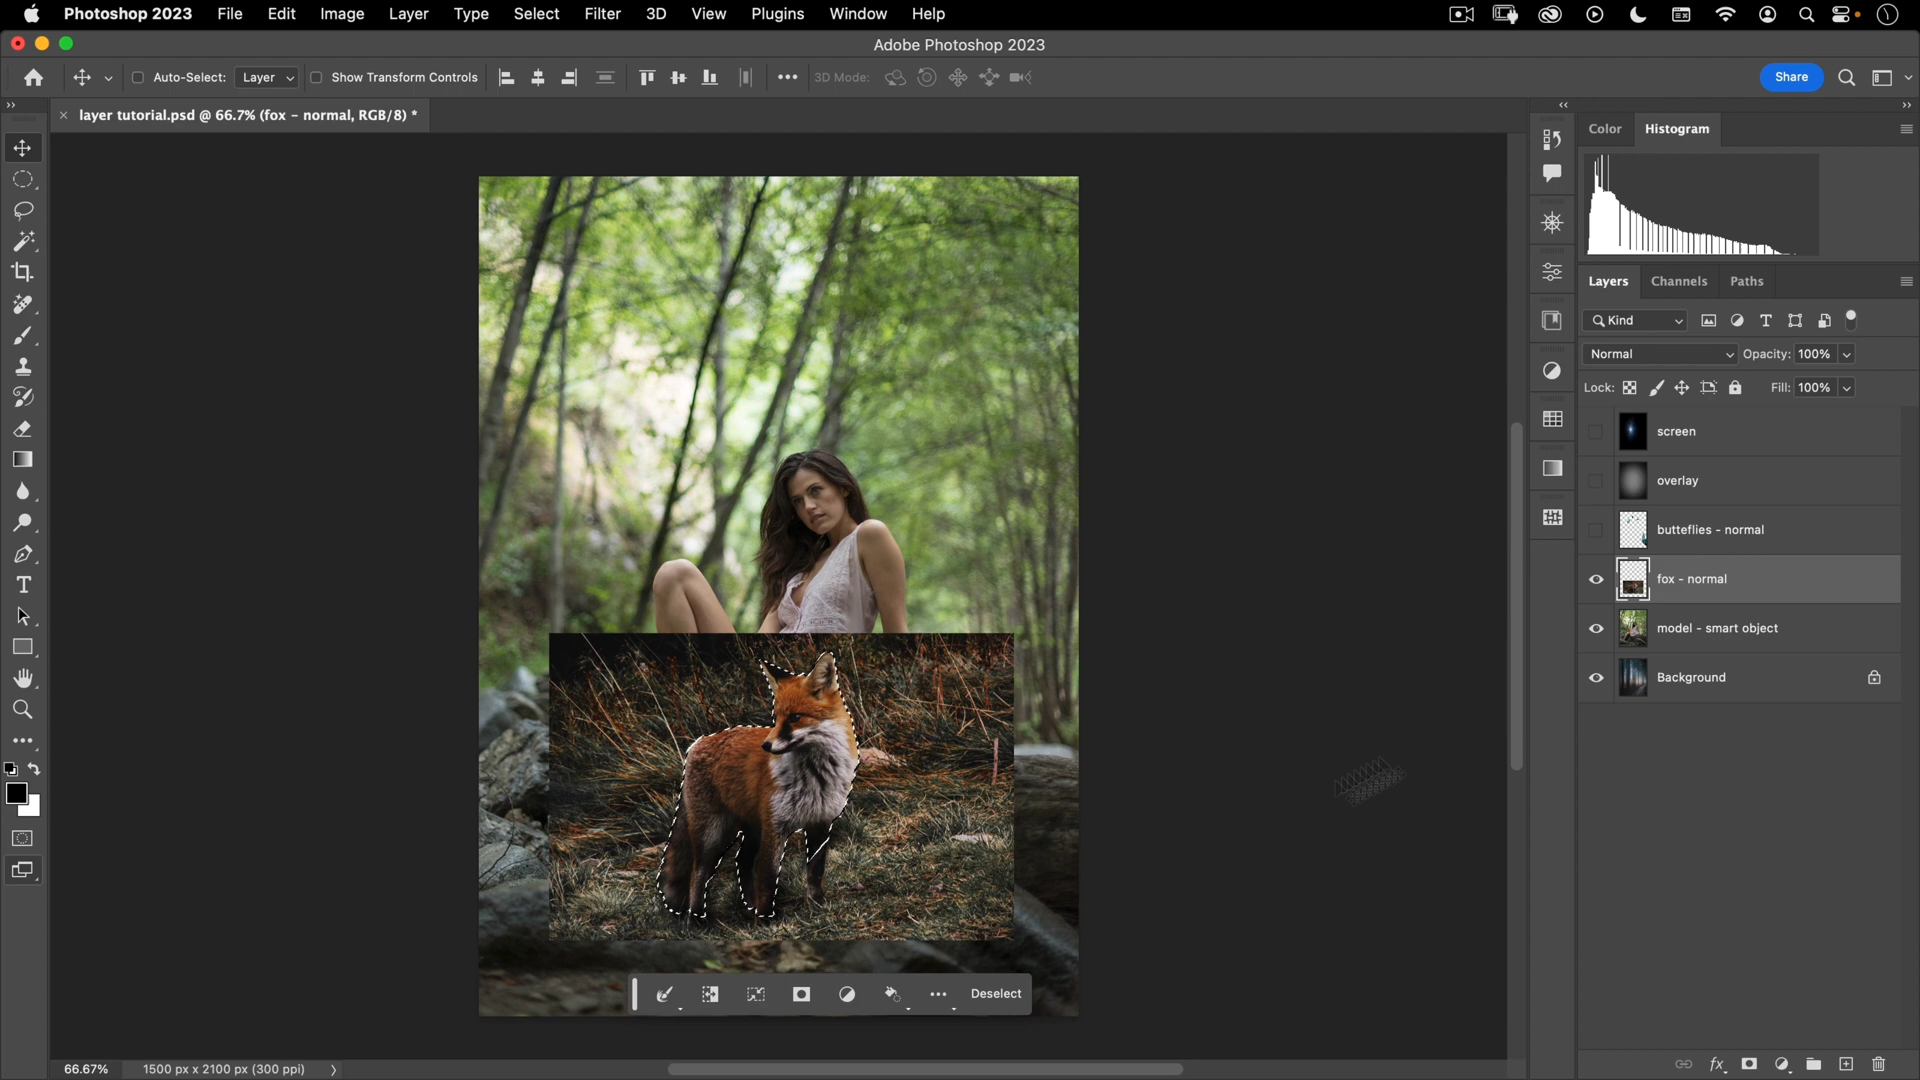 Photoshop 2023 File Edit Image Layer Type Select Filter 3D View Plugins Window Help
Adobe Photoshop 2023
Auto-Select: Layer Show Transform Controls 3D Mode: Share
layer tutorial.psd @ 66.7% (fox - normal, RGB/8) *
Color Histogram
Layers Channels Paths
Kind
Normal Opacity: 100%
Lock: Fill: 100%
screen
overlay
buttefies - normal
fox - normal
model - smart object
Background
Deselect
66.67% 1500 px x 2100 px (300 ppi)